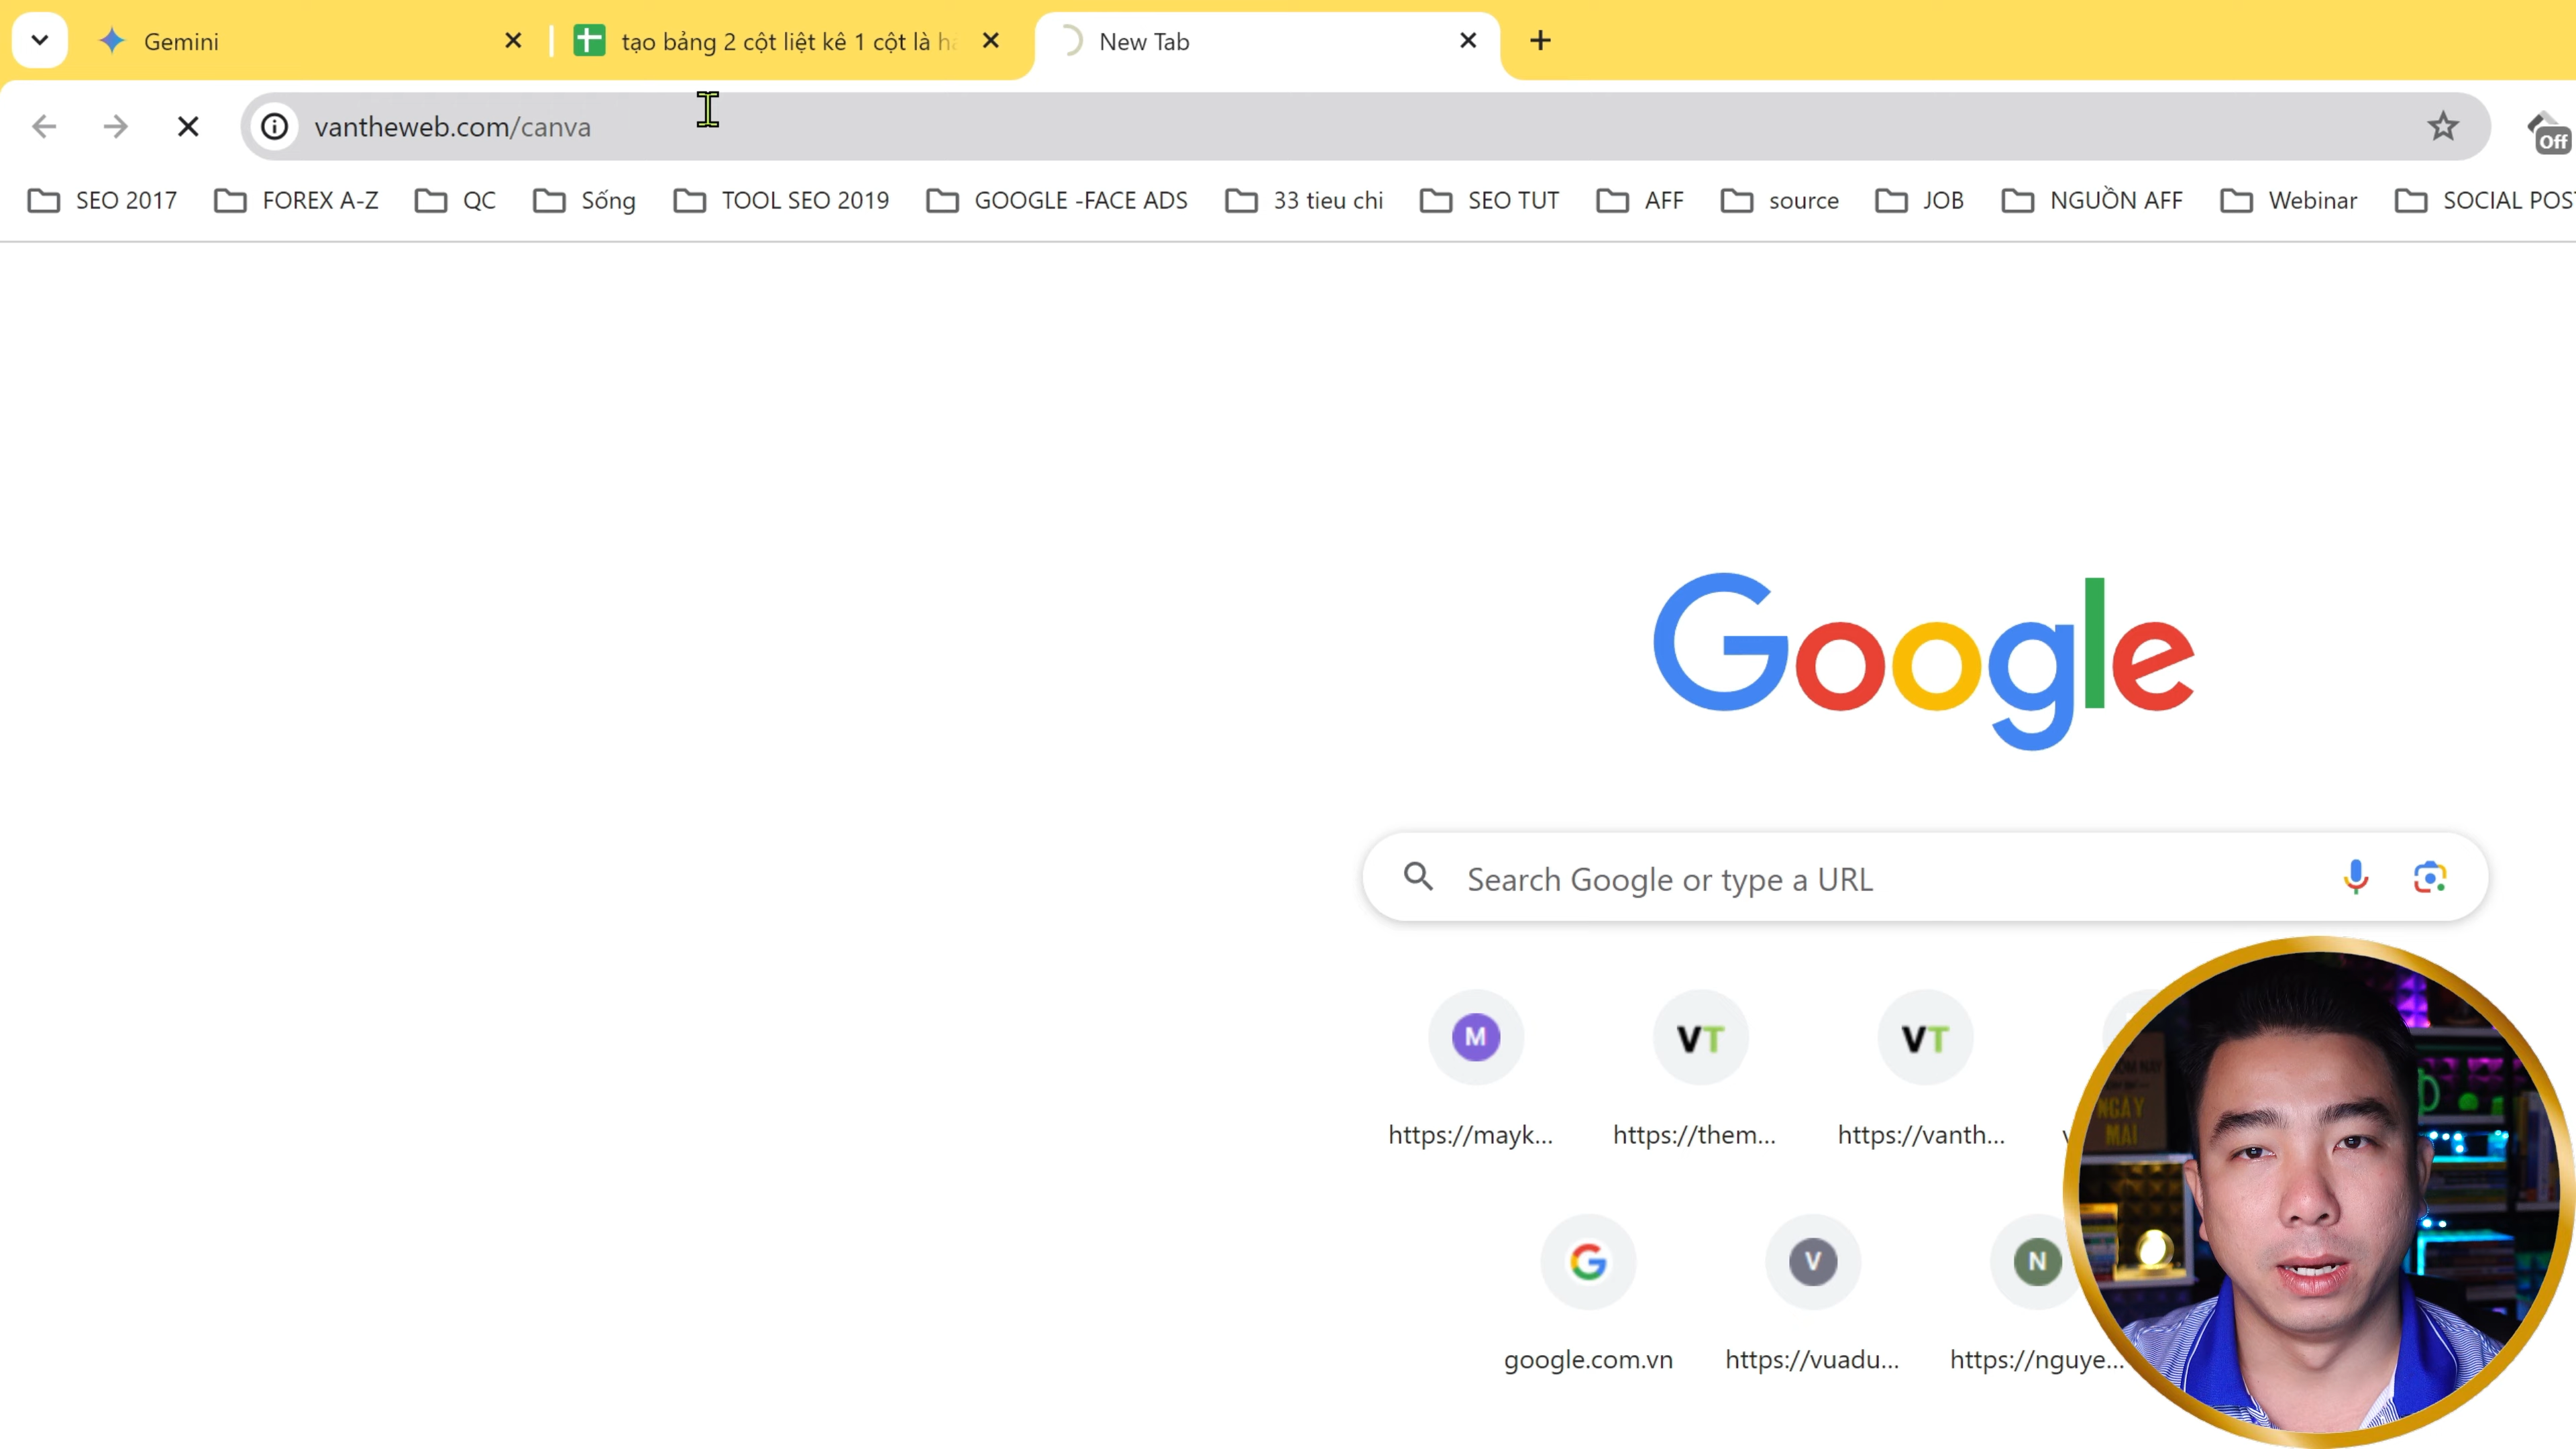 Gemini
tạo bảng 2 cột liệt kê 1 cột là
New Tab
vantheweb.com/canva
Off
SEO 2017
FOREX A-Z
QC
Sống
TOOL SEO 2019
GOOGLE -FACE ADS
33 tieu chi
SEO TUT
AFF
source
JOB
NGUỒN AFF
Webinar
SOCIAL
Google
Search Google or type a URL
M
VT
VT
https://mayk...
https://them...
https://vanth...
NGAY
MAI
G
V
N
google.com.vn
https://vuadu...
https://nguye...